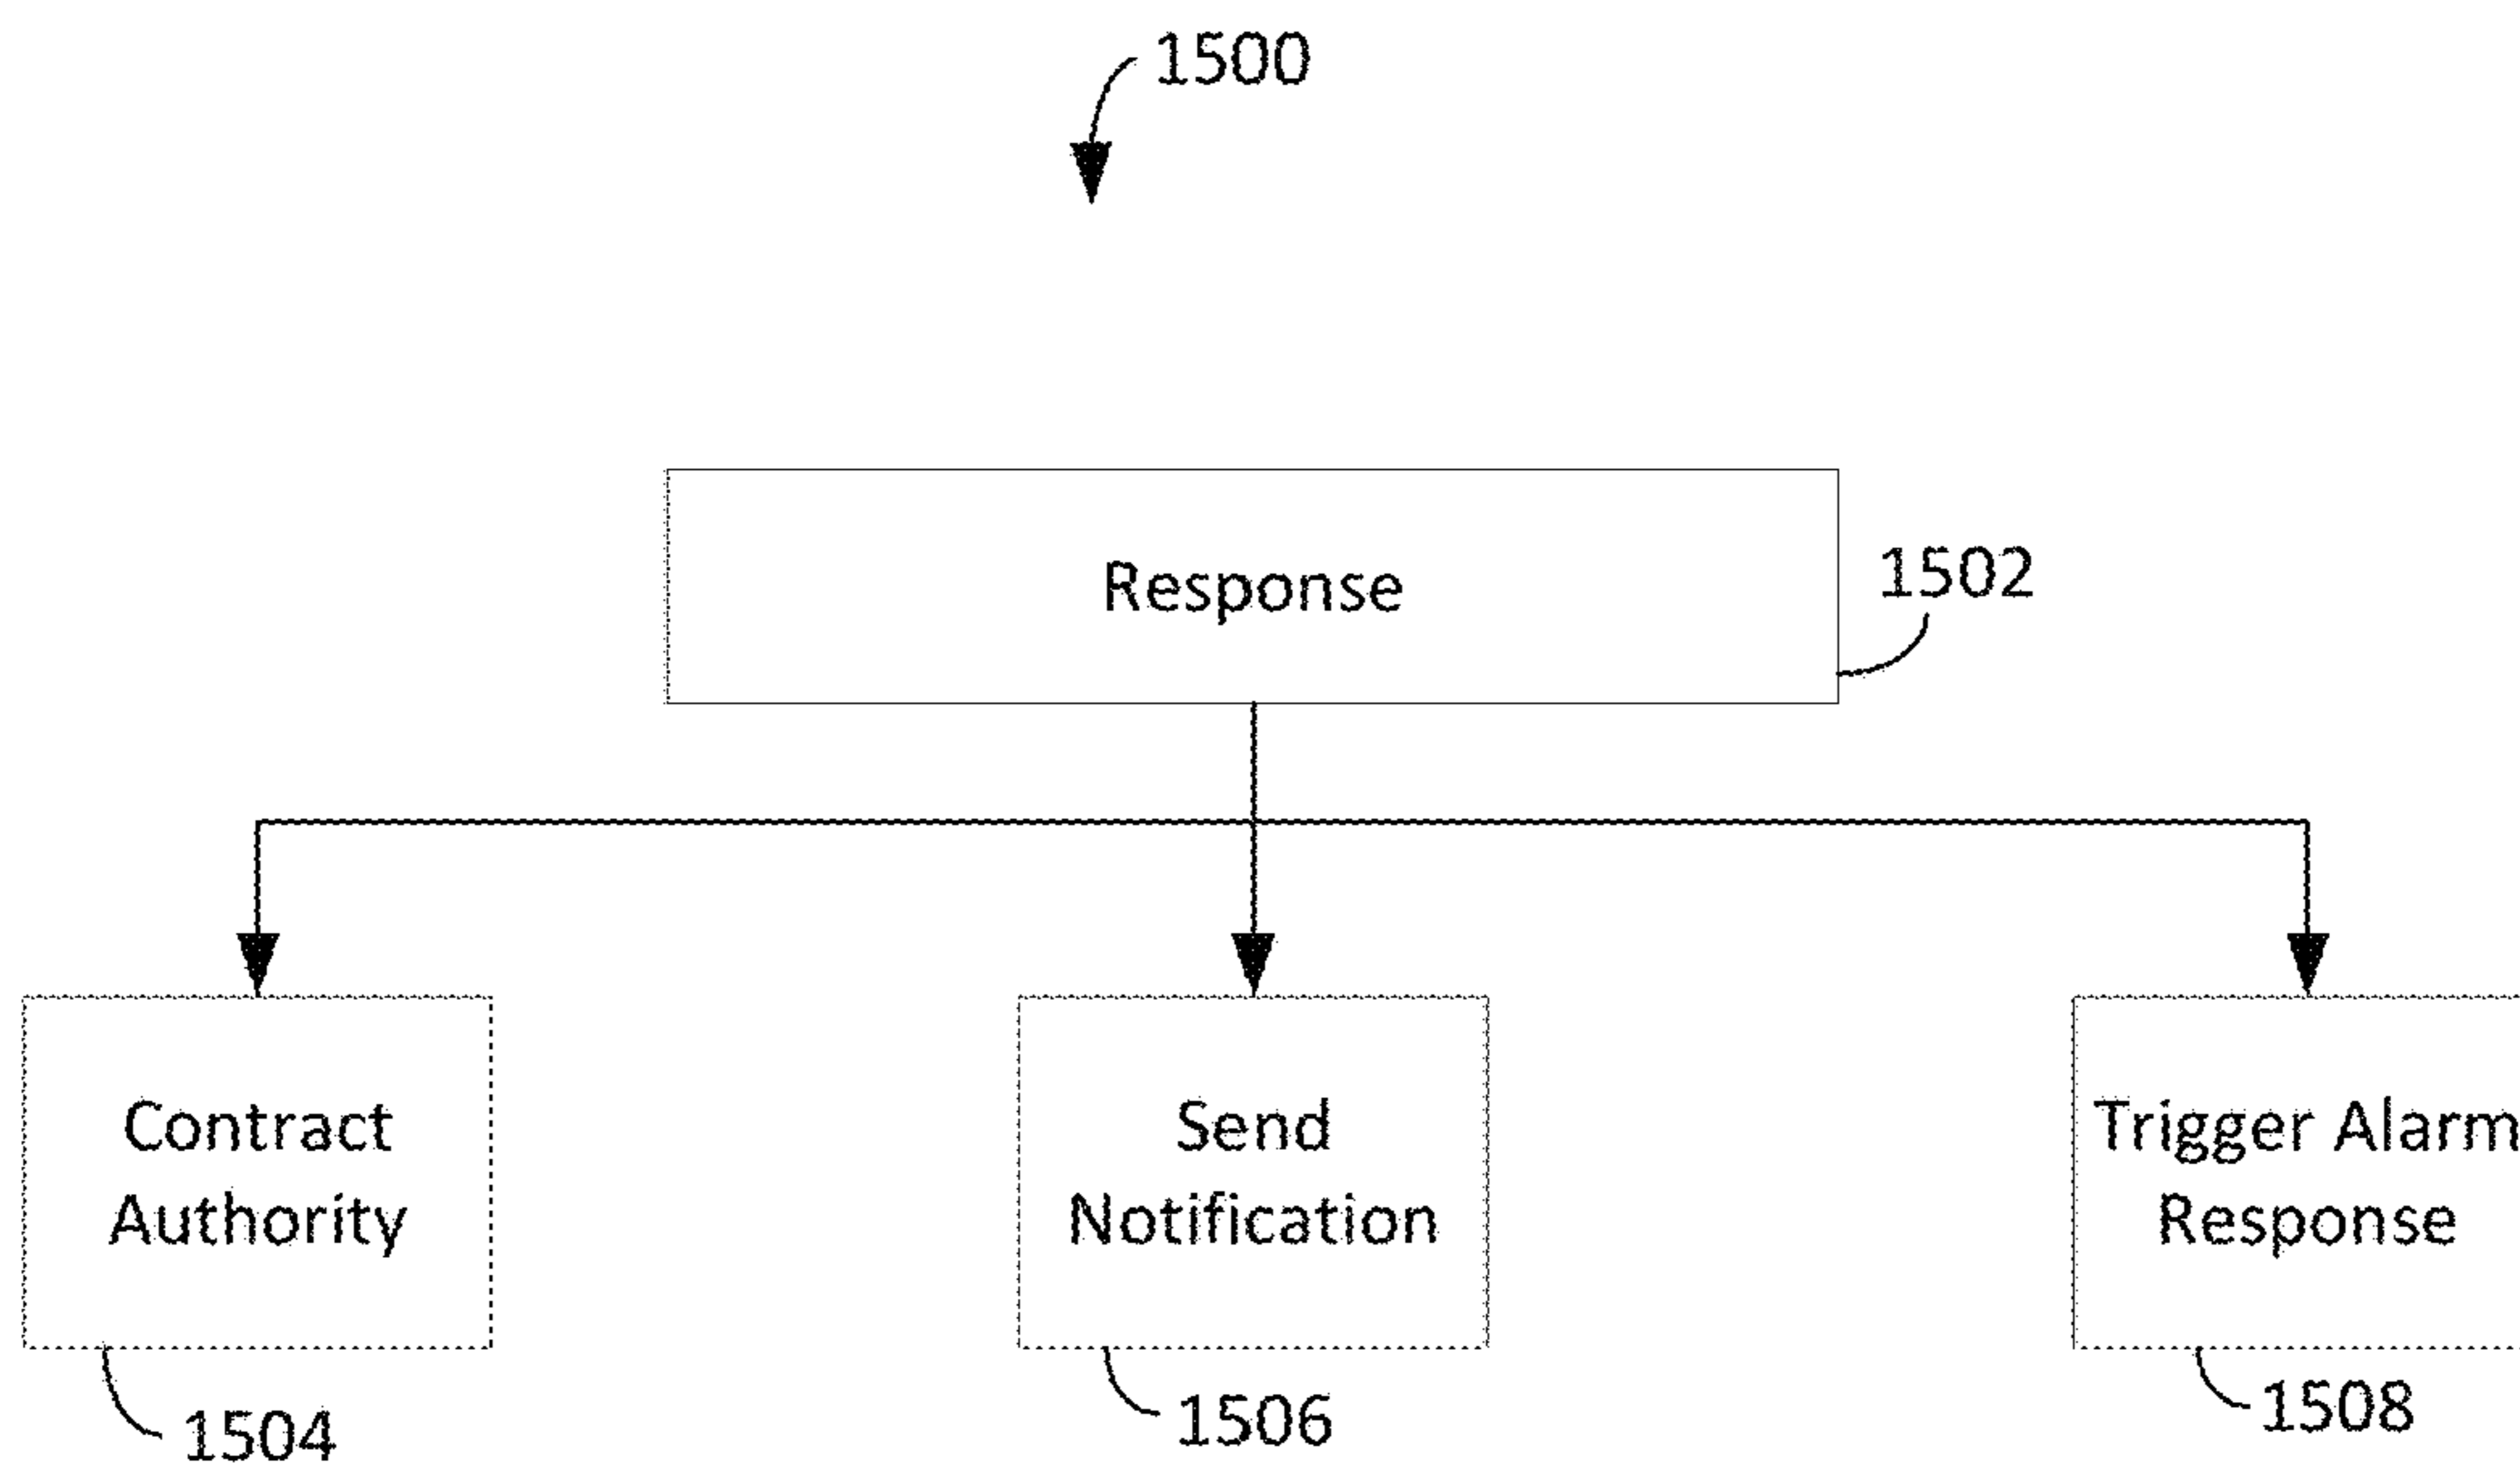 1500
Response
1502
Contract
Authority
Send
Notification
Trigger Alarm
Response
1504
1506
1508